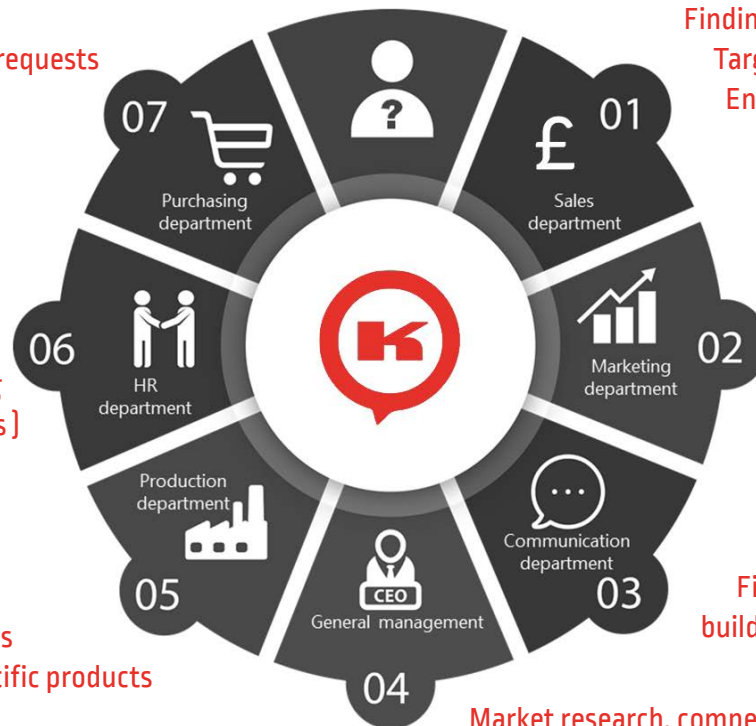 Findin
Targ
En
requests
?
07
Purchasing
department
£
01
Sales
department
02
Marketing
department
06
HR
department
s)
K
Production
department
05
CEO
General management
04
...
Communication
department
03
Fi
build
s
ific products
Market research, compe